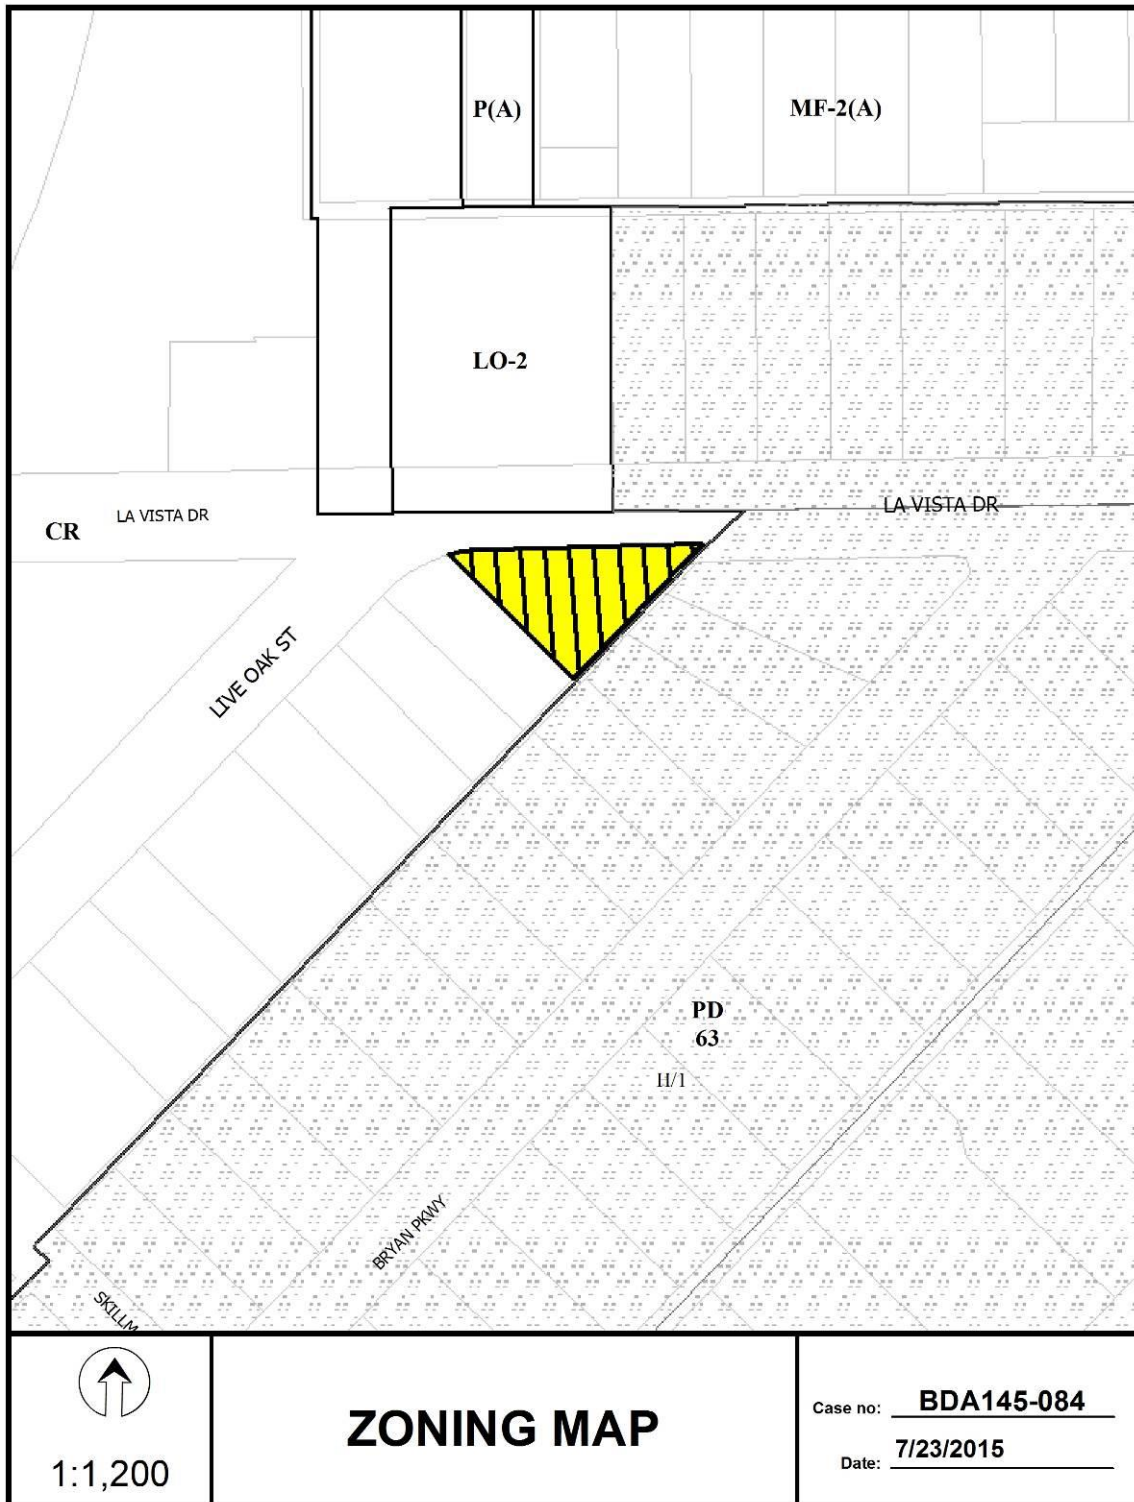 P(A)
MF-2(A)
LO-2
LA VISTA DR
CR
LA VISTA DR
LIVE OAK ST
PD
63
H/1
BRYAN PKWY
SKILLM
1:1,200
ZONING MAP
Case no: BDA145-084
Date: 7/23/2015